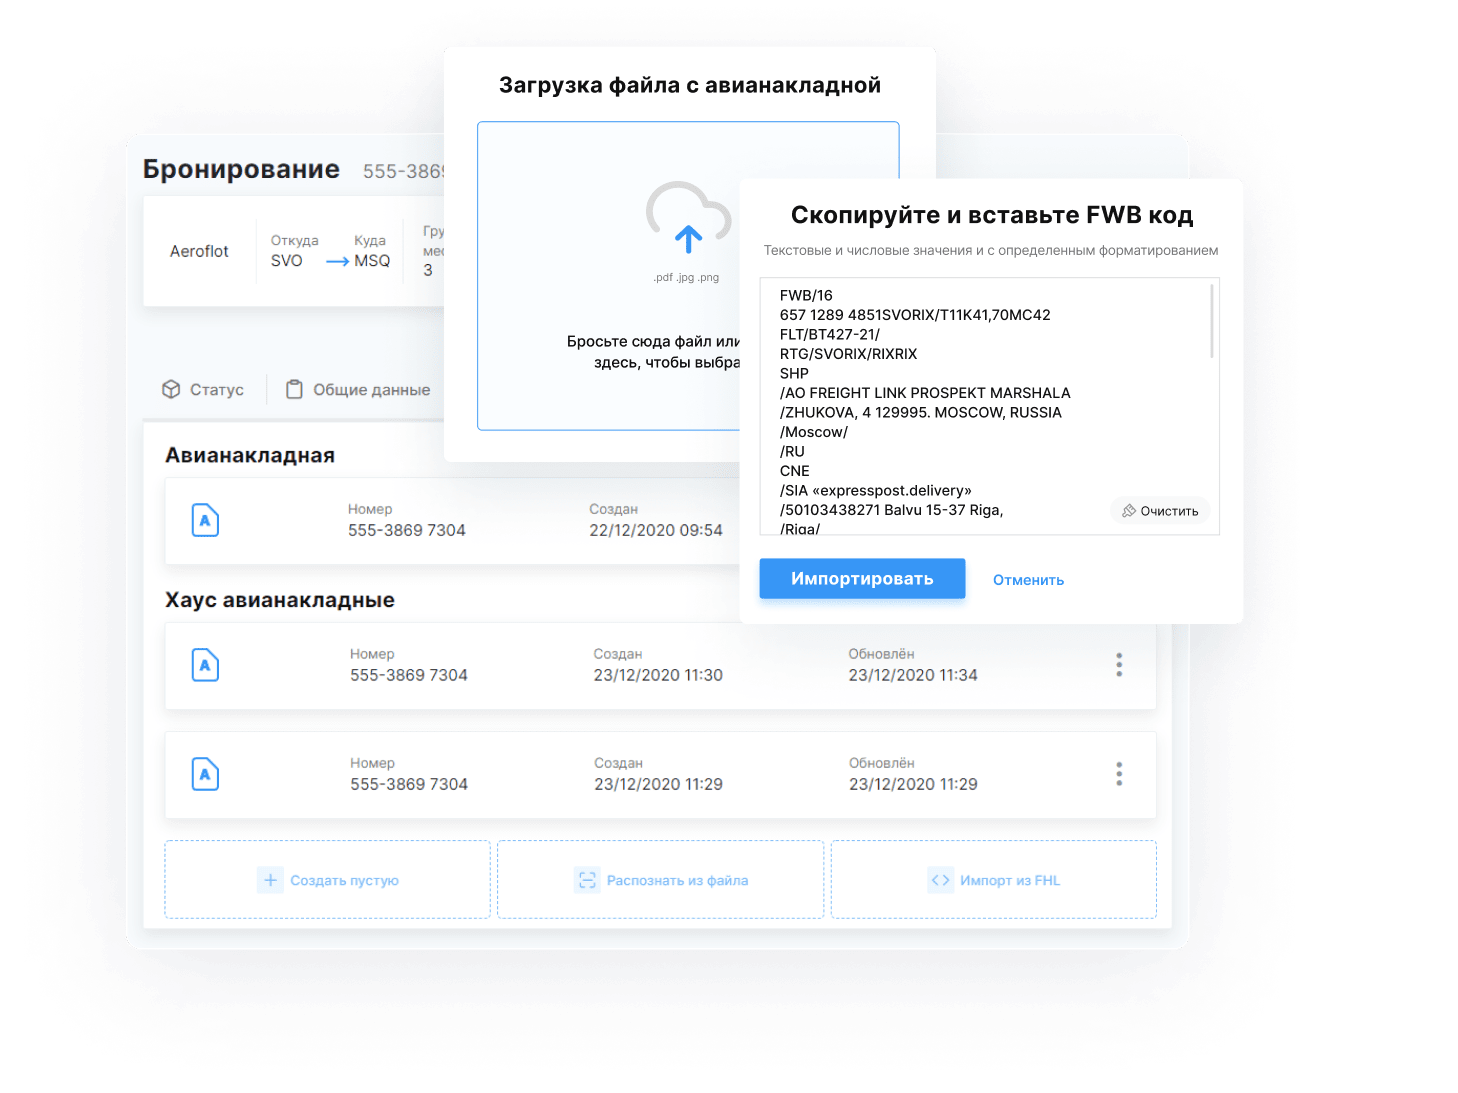 Загрузка файла с авианакладной
.pdf .jpg .png
Бросьте сюда файл или
здесь, чтобы
Скопируйте и вставьте FWB код
Текстовые и числовые значения и с определенным форматированием
FWB/16
657 1289 4851SVORIX/T11K41,70MC42
FLT/BT427-21/
RTG/SVORIX/RIXRIX
SHP
/AO FREIGHT LINK PROSPEKT MARSHALA
/ZHUKOVA, 4 129995. MOSCOW, RUSSIA
/Moscow/
/RU
CNE
/SIA «expresspost.delivery»
/50103438271 Balvu 15-37 Riga,
/Riga/
Очистить
Импортировать Отменить
Бронирование 555-3869
Aeroflot
Откуда Куда
SVO MSQ
3
Статус Общие данные
Авианакладная
Номер Создан
555-3869 7304 22/12/2020 09:54
Хаус авианакладные
Номер Создан Обновлён
555-3869 7304 23/12/2020 11:30 23/12/2020 11:34
Номер Создан Обновлён
555-3869 7304 23/12/2020 11:29 23/12/2020 11:29
Создать пустую Распознать из файла Импорт из FHL